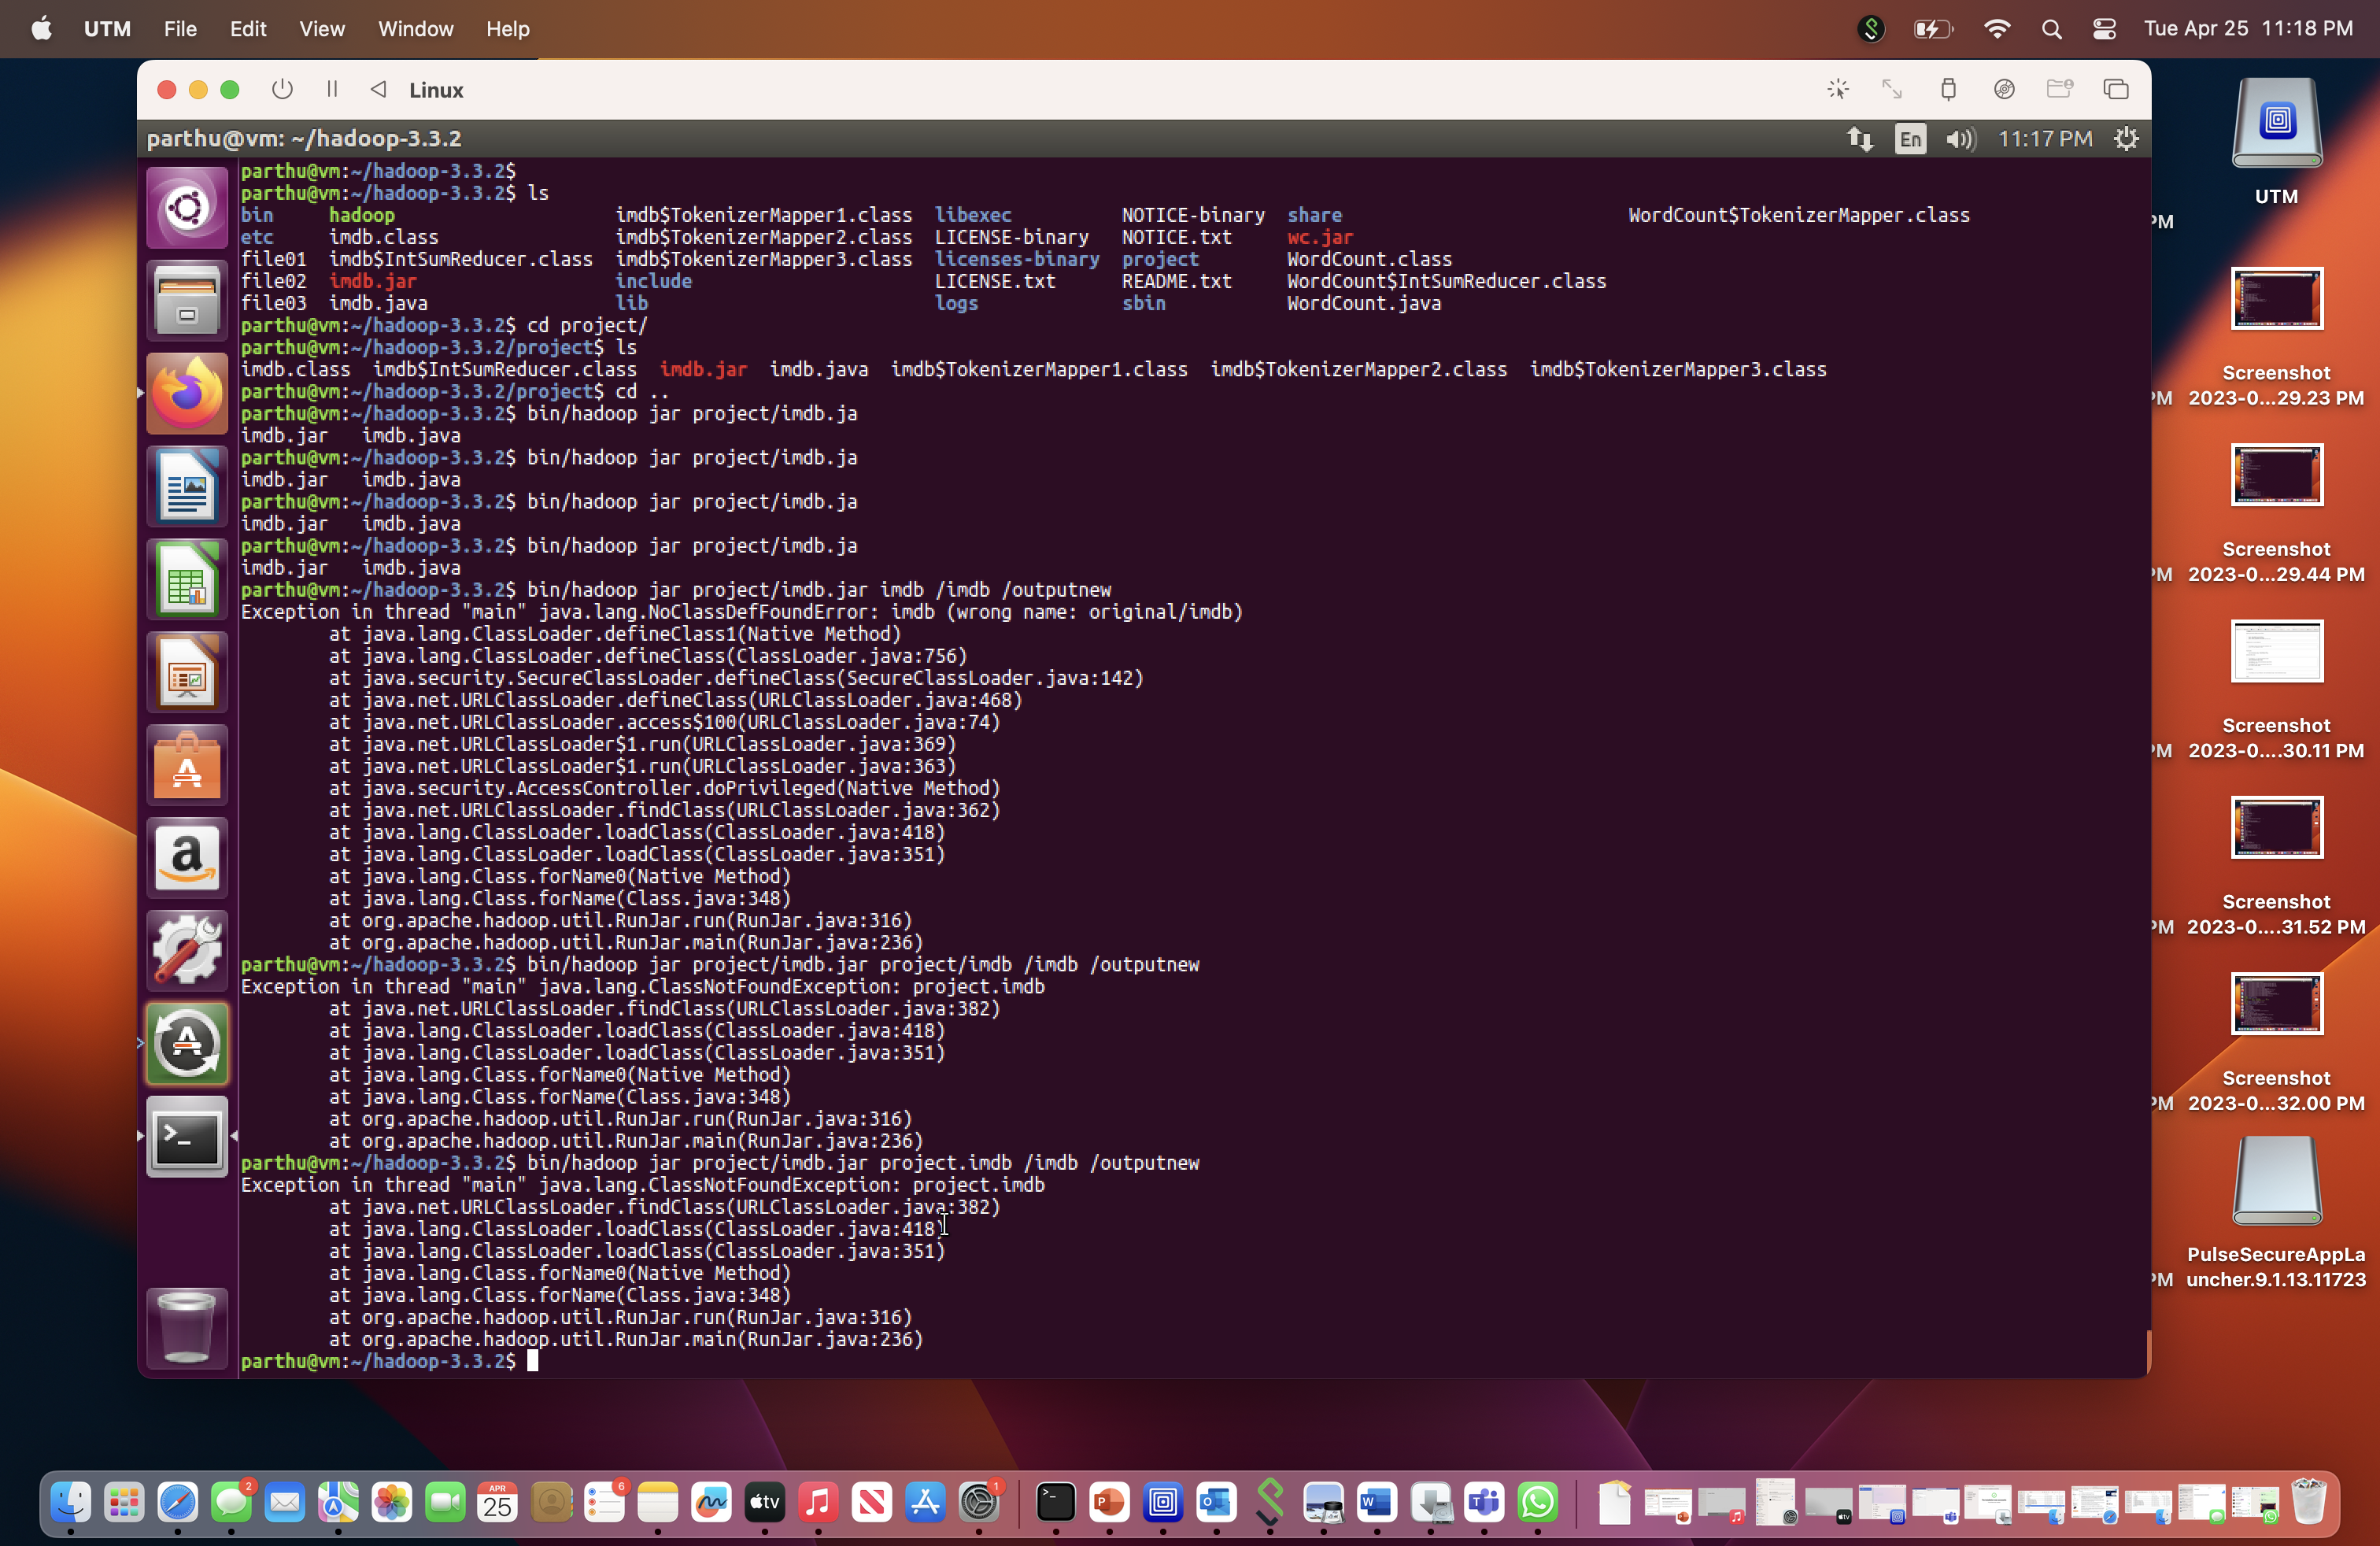 UTM File Edit View Window Help Tue Apr 25 11:18 PM
Linux
parthu@vm: ~/hadoop-3.3.2 En 11:17 PM
parthu@vm:~/hadoop-3.3.2$
parthu@vm:~/hadoop-3.3.2$ ls
bin hadoop imdb$TokenizerMapper1.class libexec NOTICE-binary share WordCount$TokenizerMapper.class
etc imdb.class imdb$TokenizerMapper2.class LICENSE-binary NOTICE.txt wc.jar
file01 imdb$IntSumReducer.class imdb$TokenizerMapper3.class licenses-binary project WordCount.class
file02 imdb.jar include LICENSE.txt README.txt WordCount$IntSumReducer.class
file03 imdb.java lib logs sbin WordCount.java
parthu@vm:~/hadoop-3.3.2$ cd project/
parthu@vm:~/hadoop-3.3.2/project$ ls
imdb.class imdb$IntSumReducer.class imdb.jar imdb.java imdb$TokenizerMapper1.class imdb$TokenizerMapper2.class imdb$TokenizerMapper3.class
parthu@vm:~/hadoop-3.3.2/project$ cd ..
parthu@vm:~/hadoop-3.3.2$ bin/hadoop jar project/imdb.ja
imdb.jar imdb.java
parthu@vm:~/hadoop-3.3.2$ bin/hadoop jar project/imdb.ja
imdb.jar imdb.java
parthu@vm:~/hadoop-3.3.2$ bin/hadoop jar project/imdb.ja
imdb.jar imdb.java
parthu@vm:~/hadoop-3.3.2$ bin/hadoop jar project/imdb.ja
imdb.jar imdb.java
parthu@vm:~/hadoop-3.3.2$ bin/hadoop jar project/imdb.jar imdb /imdb /outputnew
Exception in thread "main" java.lang.NoClassDefFoundError: imdb (wrong name: original/imdb)
at java.lang.ClassLoader.defineClass1(Native Method)
at java.lang.ClassLoader.defineClass(ClassLoader.java:756)
at java.security.SecureClassLoader.defineClass(SecureClassLoader.java:142)
at java.net.URLClassLoader.defineClass(URLClassLoader.java:468)
at java.net.URLClassLoader.access$100(URLClassLoader.java:74)
at java.net.URLClassLoader$1.run(URLClassLoader.java:369)
at java.net.URLClassLoader$1.run(URLClassLoader.java:363)
at java.security.AccessController.doPrivileged(Native Method)
at java.net.URLClassLoader.findClass(URLClassLoader.java:362)
at java.lang.ClassLoader.loadClass(ClassLoader.java:418)
at java.lang.ClassLoader.loadClass(ClassLoader.java:351)
at java.lang.Class.forName0(Native Method)
at java.lang.Class.forName(Class.java:348)
at org.apache.hadoop.util.RunJar.run(RunJar.java:316)
at org.apache.hadoop.util.RunJar.main(RunJar.java:236)
parthu@vm:~/hadoop-3.3.2$ bin/hadoop jar project/imdb.jar project/imdb /imdb /outputnew
Exception in thread "main" java.lang.ClassNotFoundException: project.imdb
at java.net.URLClassLoader.findClass(URLClassLoader.java:382)
at java.lang.ClassLoader.loadClass(ClassLoader.java:418)
at java.lang.ClassLoader.loadClass(ClassLoader.java:351)
at java.lang.Class.forName0(Native Method)
at java.lang.Class.forName(Class.java:348)
at org.apache.hadoop.util.RunJar.run(RunJar.java:316)
at org.apache.hadoop.util.RunJar.main(RunJar.java:236)
parthu@vm:~/hadoop-3.3.2$ bin/hadoop jar project/imdb.jar project.imdb /imdb /outputnew
Exception in thread "main" java.lang.ClassNotFoundException: project.imdb
at java.net.URLClassLoader.findClass(URLClassLoader.java:382)
at java.lang.ClassLoader.loadClass(ClassLoader.java:418)
at java.lang.ClassLoader.loadClass(ClassLoader.java:351)
at java.lang.Class.forName0(Native Method)
at java.lang.Class.forName(Class.java:348)
at org.apache.hadoop.util.RunJar.run(RunJar.java:316)
at org.apache.hadoop.util.RunJar.main(RunJar.java:236)
parthu@vm:~/hadoop-3.3.2$
UTM
PM
Screenshot
PM 2023-0...29.23 PM
Screenshot
PM 2023-0...29.44 PM
Screenshot
PM 2023-0....30.11 PM
Screenshot
PM 2023-0....31.52 PM
Screenshot
PM 2023-0...32.00 PM
PulseSecureAppLa
PM uncher.9.1.13.11723
2 APR 25 6 tv 1